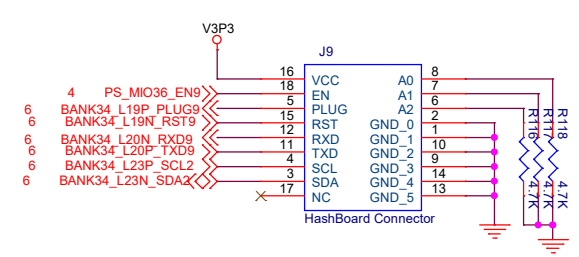 V3P3
J9
16 VCC A0 8
4 PS_MIO36_EN9 18 EN A1 7
6 BANK34_L19P_PLUG9 5 PLUG A2 6
BANK34_L19N_RST9 15 RST GND_0 2
6 BANK34_L20N_RXD9 12 RXD GND_1 1
6 BANK34_L20P_TXD9 11 TXD GND_2 10
6 BANK34_L23P_SCL2 4 SCL GND_3 9
6 BANK34_L23N_SDA2 3 SDA GND_4 14
17 NC GND_5 13
HashBoard Connector
R116 4.7K
R117 4.7K
R118 4.7K